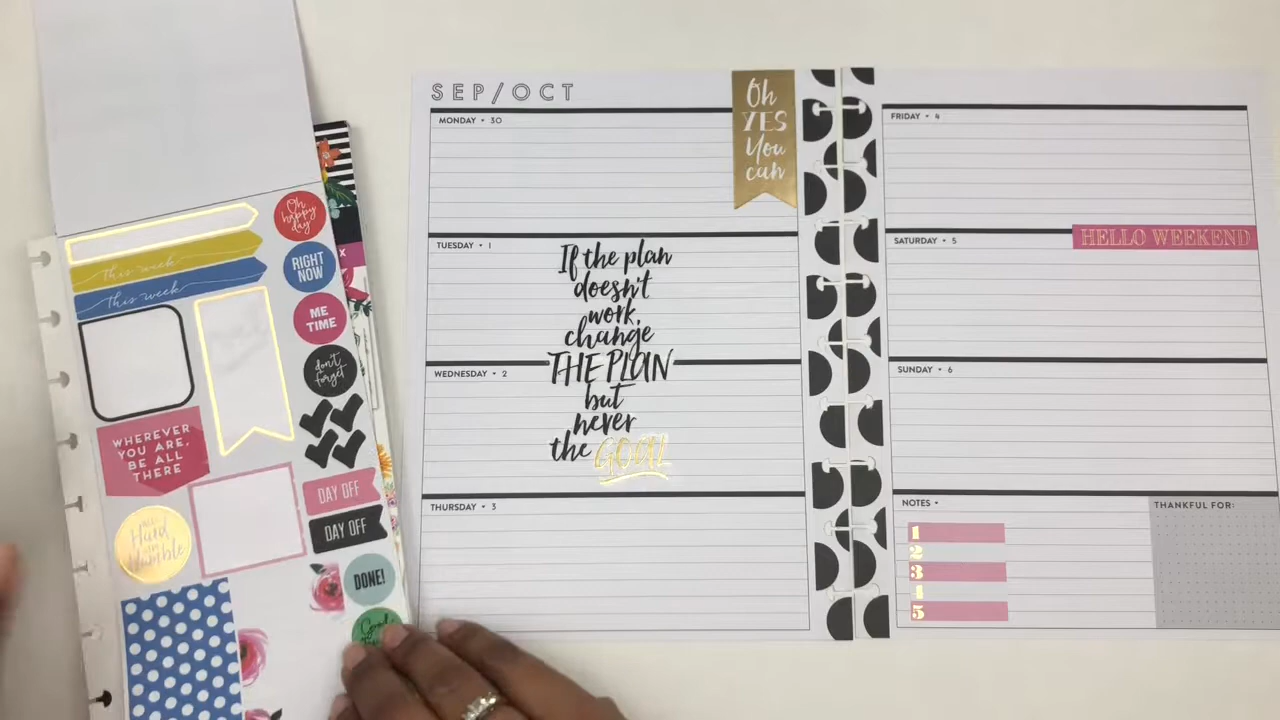 Oh
happy
day
This week
RIGHT
NOW
This week
ME
TIME
don't
forget
WHEREVER
YOU ARE,
BE ALL
THERE
DAY OFF
DAY OFF
Hard
Humble
DONE!
Good
SEP/OCT
Oh
YES
You
can
MONDAY • 30
TUESDAY • 1
If the plan
doesn't
work,
change
THE PLAN
but
never
the GOAL
WEDNESDAY • 2
THURSDAY • 3
FRIDAY • 4
HELLO WEEKEND
SATURDAY • 5
SUNDAY • 6
NOTES •
1
2
3
4
5
THANKFUL FOR: